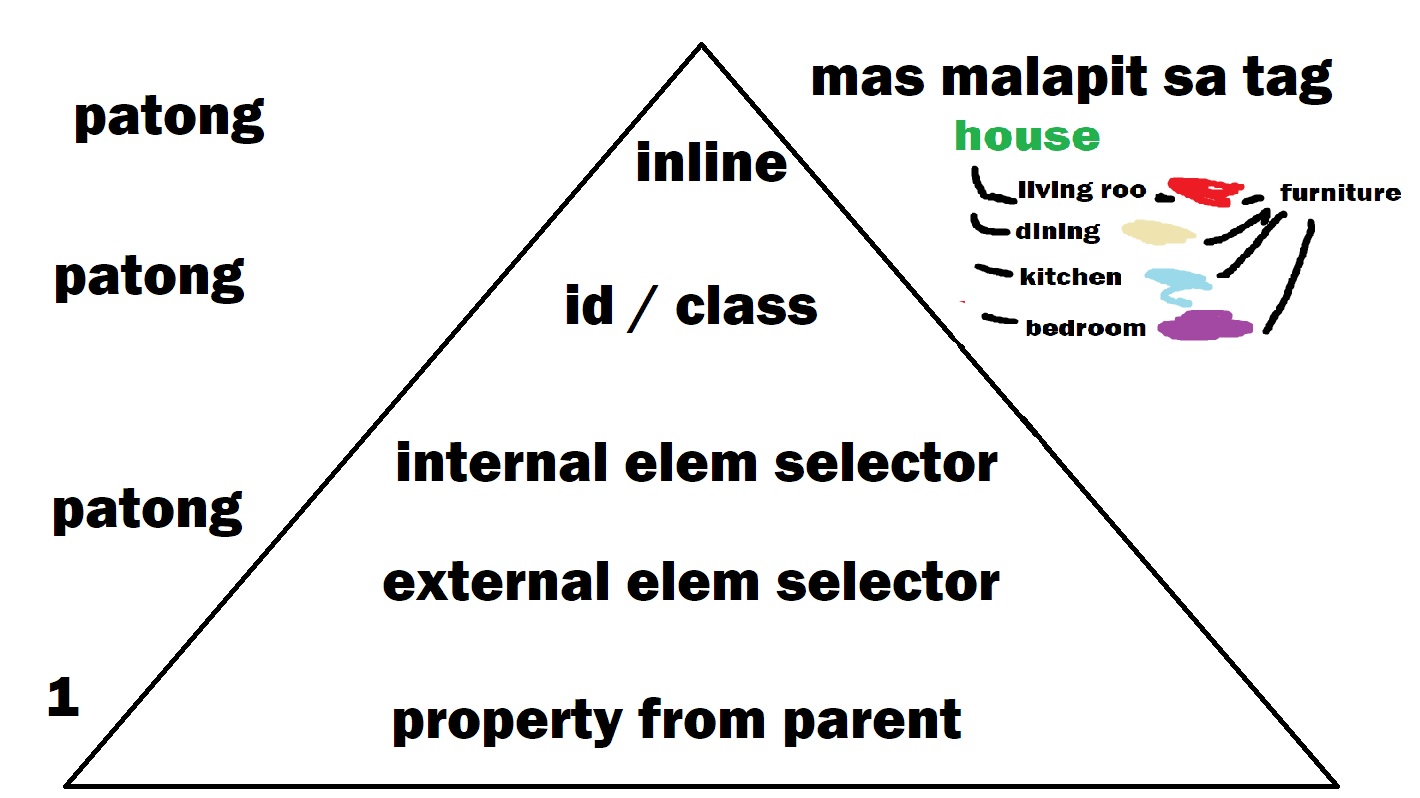 patong
patong
patong
1
inline
id / class
internal elem selector
external elem selector
property from parent
mas malapit sa tag
house
living roo
dining
kitchen
bedroom
furniture